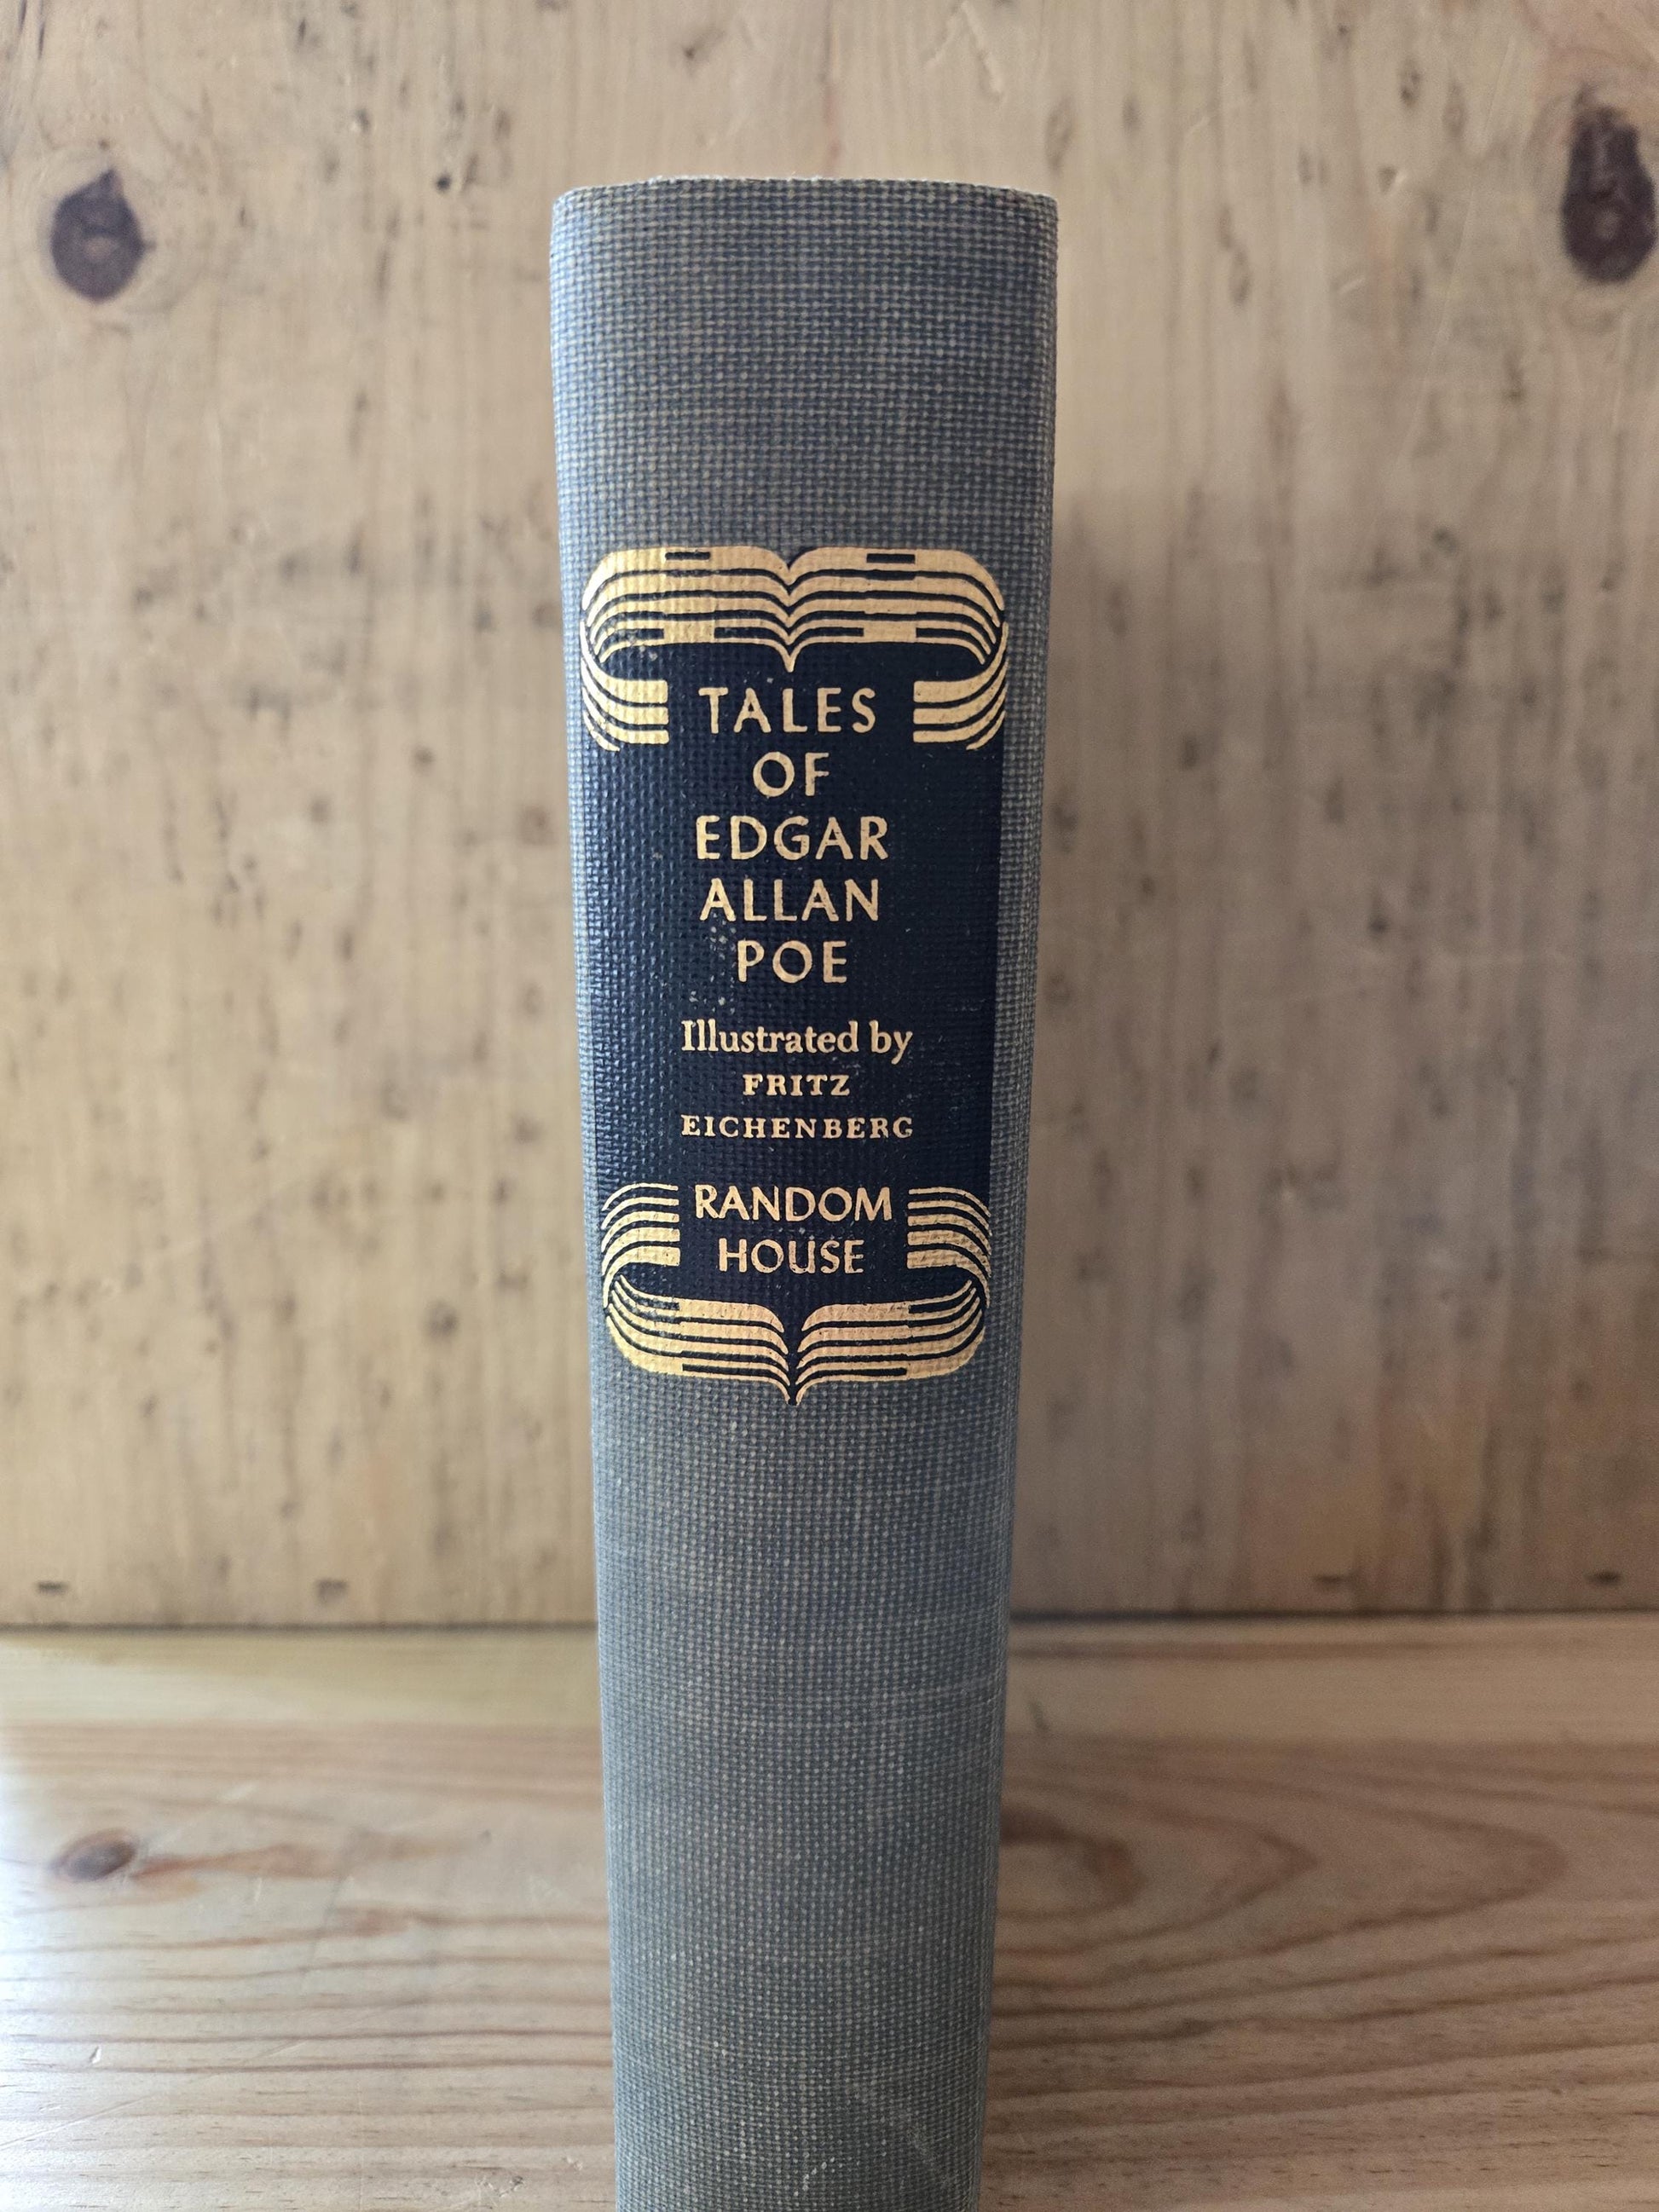 TALES
OF
EDGAR
ALLAN
POE
Illustrated by
FRITZ
EICHENBERG
RANDOM
HOUSE